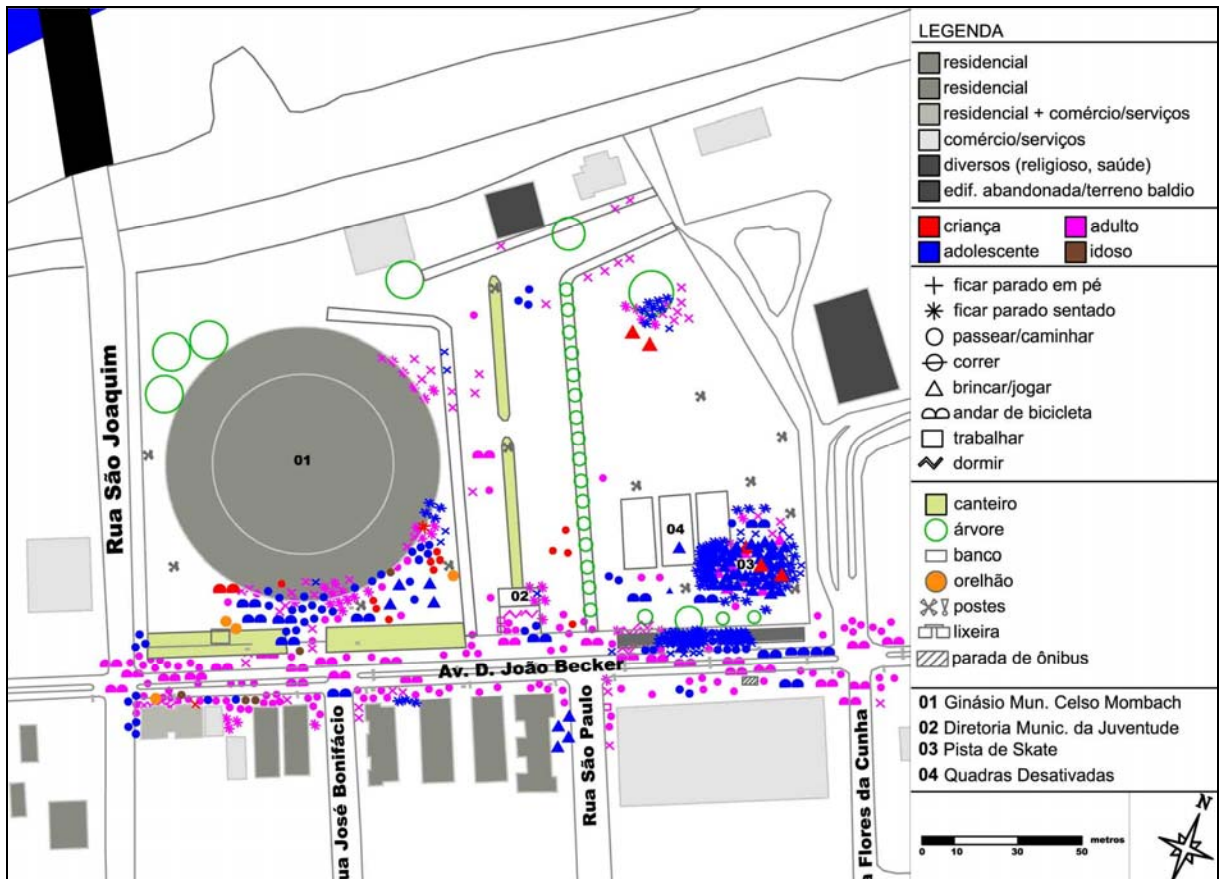 LEGENDA
residencial
residencial
residencial + comércio/serviços
comércio/serviços
diversos (religioso, saúde)
edif. abandonada/terreno baldio
criança
adulto
adolescente
idoso
ficar parado em pé
ficar parado sentado
passear/caminhar
correr
brincar/jogar
andar de bicicleta
trabalhar
dormir
canteiro
árvore
banco
orelhão
postes
lixeira
parada de ônibus
01 Ginásio Mun. Celso Mombach
02 Diretoria Munic. da Juventude
03 Pista de Skate
04 Quadras Desativadas
metros
0 10 30 50
N
Rua São Joaquim
01
02
03
04
Av. D. João Becker
ua José Bonifácio
Rua São Paulo
Flores da Cunha